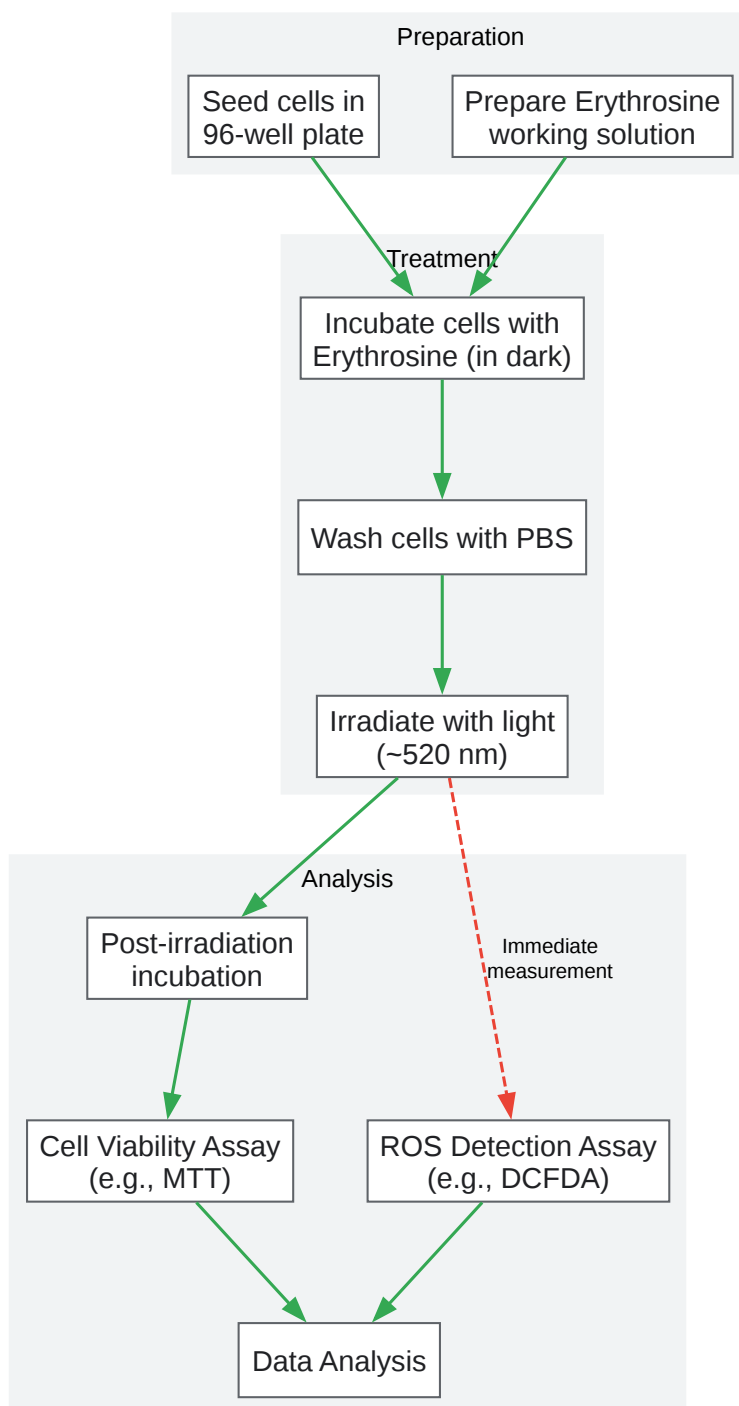 Preparation
Seed cells in
96-well plate
Prepare Erythrosine
working solution
Treatment
Incubate cells with
Erythrosine (in dark)
Wash cells with PBS
Irradiate with light
(~520 nm)
Analysis
Post-irradiation
incubation
Immediate
measurement
Cell Viability Assay
(e.g., MTT)
ROS Detection Assay
(e.g., DCFDA)
Data Analysis